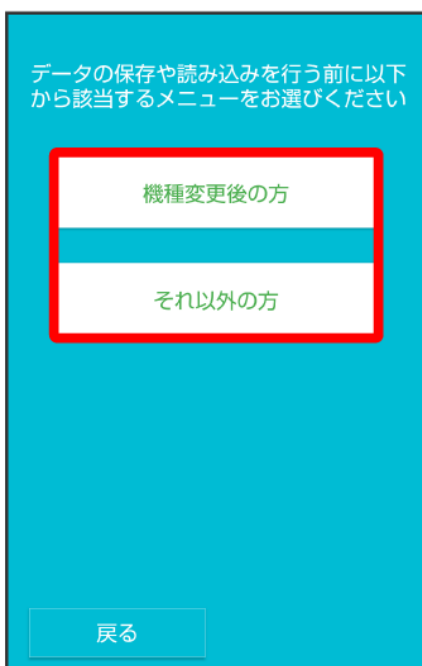 データの保存や読み込みを行う前に以下
から該当するメニューをお選びください
機種変更後の方
それ以外の方
戻る